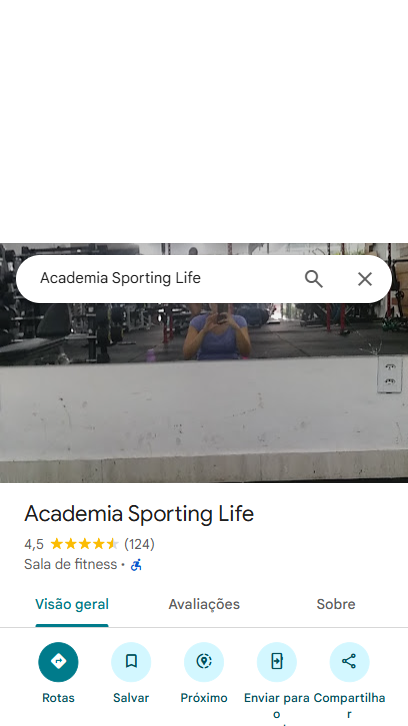 Academia Sporting Life
Academia Sporting Life
4,5 (124)
Sala de fitness ·
Visão geral
Avaliações
Sobre
Rotas
Salvar
Próximo
Enviar para
o
Compartilha
r